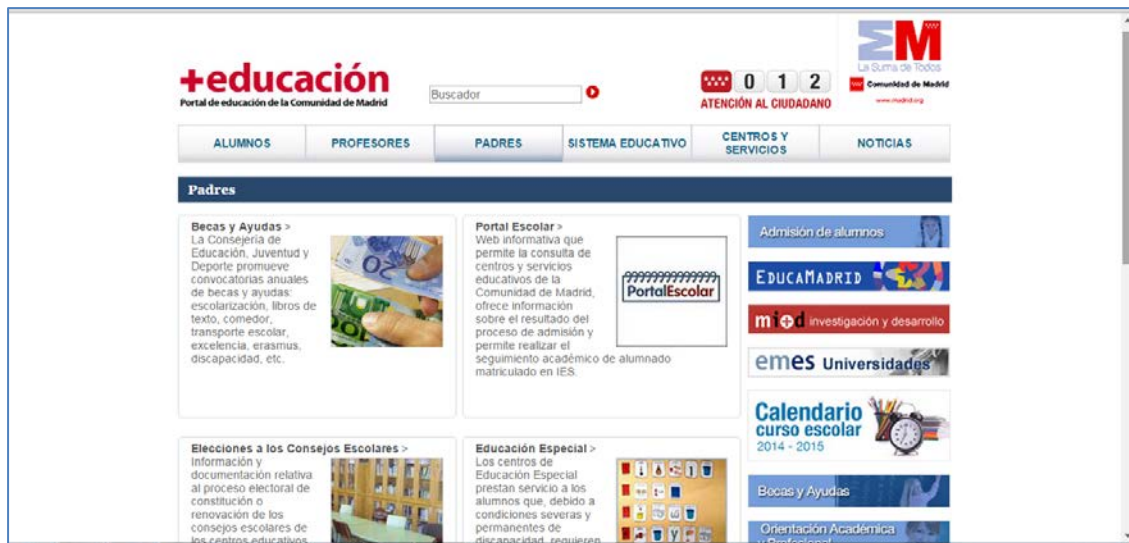 La Suma de Todos
Comunidad de Madrid
www.madrid.org
+educación
Portal de educación de la Comunidad de Madrid
Buscador
0 1 2
ATENCIÓN AL CIUDADANO
ALUMNOS
PROFESORES
PADRES
SISTEMA EDUCATIVO
CENTROS Y
SERVICIOS
NOTICIAS
Padres
Becas y Ayudas >
La Consejería de
Educación, Juventud y
Deporte promueve
convocatorias anuales
de becas y ayudas:
escolarización, libros de
texto, comedor,
transporte escolar,
excelencia, erasmus,
discapacidad, etc.
Portal Escolar >
Web informativa que
permite la consulta de
centros y servicios
educativos de la
Comunidad de Madrid,
ofrece información
sobre el resultado del
proceso de admisión y
permite realizar el
seguimiento académico de alumnado
matriculado en IES.
PortalEscolar
Admisión de alumnos
EDUCAMADRID
mi+d investigación y desarrollo
emes Universidades
Calendario
curso escolar
2014 - 2015
Becas y Ayudas
Orientación Académica
y Profesional
Elecciones a los Consejos Escolares >
Información y
documentación relativa
al proceso electoral de
constitución o
renovación de los
consejos escolares de
los centros educativos
Educación Especial >
Los centros de
Educación Especial
prestan servicio a los
alumnos que, debido a
condiciones severas y
permanentes de
discapacidad, requieren